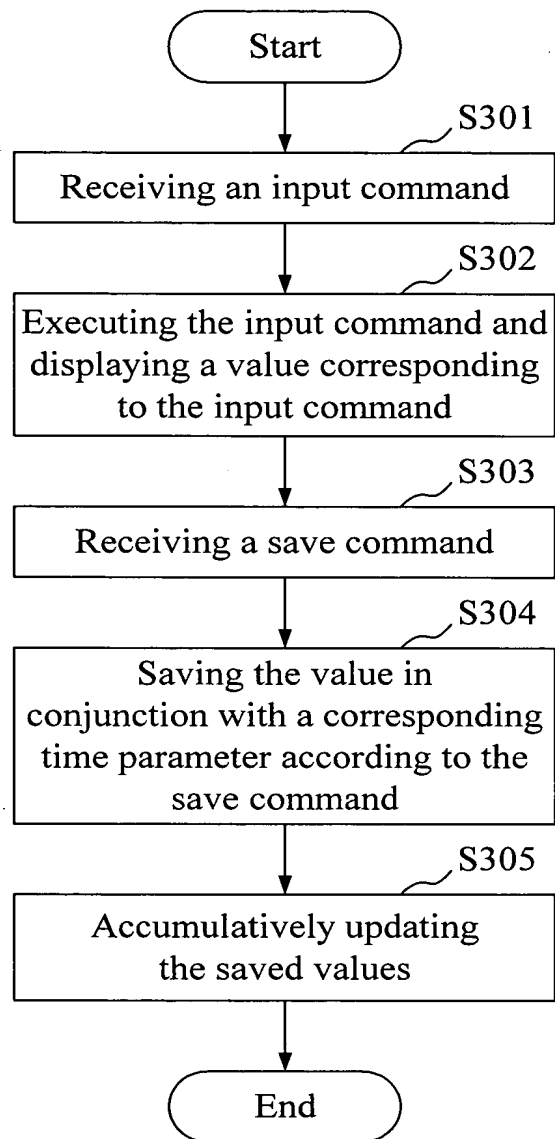 Start
S301
Receiving an input command
S302
Executing the input command and
displaying a value corresponding
to the input command
S303
Receiving a save command
S304
Saving the value in
conjunction with a corresponding
time parameter according to the
save command
S305
Accumulatively updating
the saved values
End